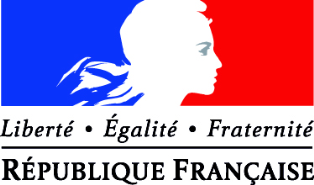 Liberté • Égalité • Fraternité
RÉPUBLIQUE FRANÇAISE